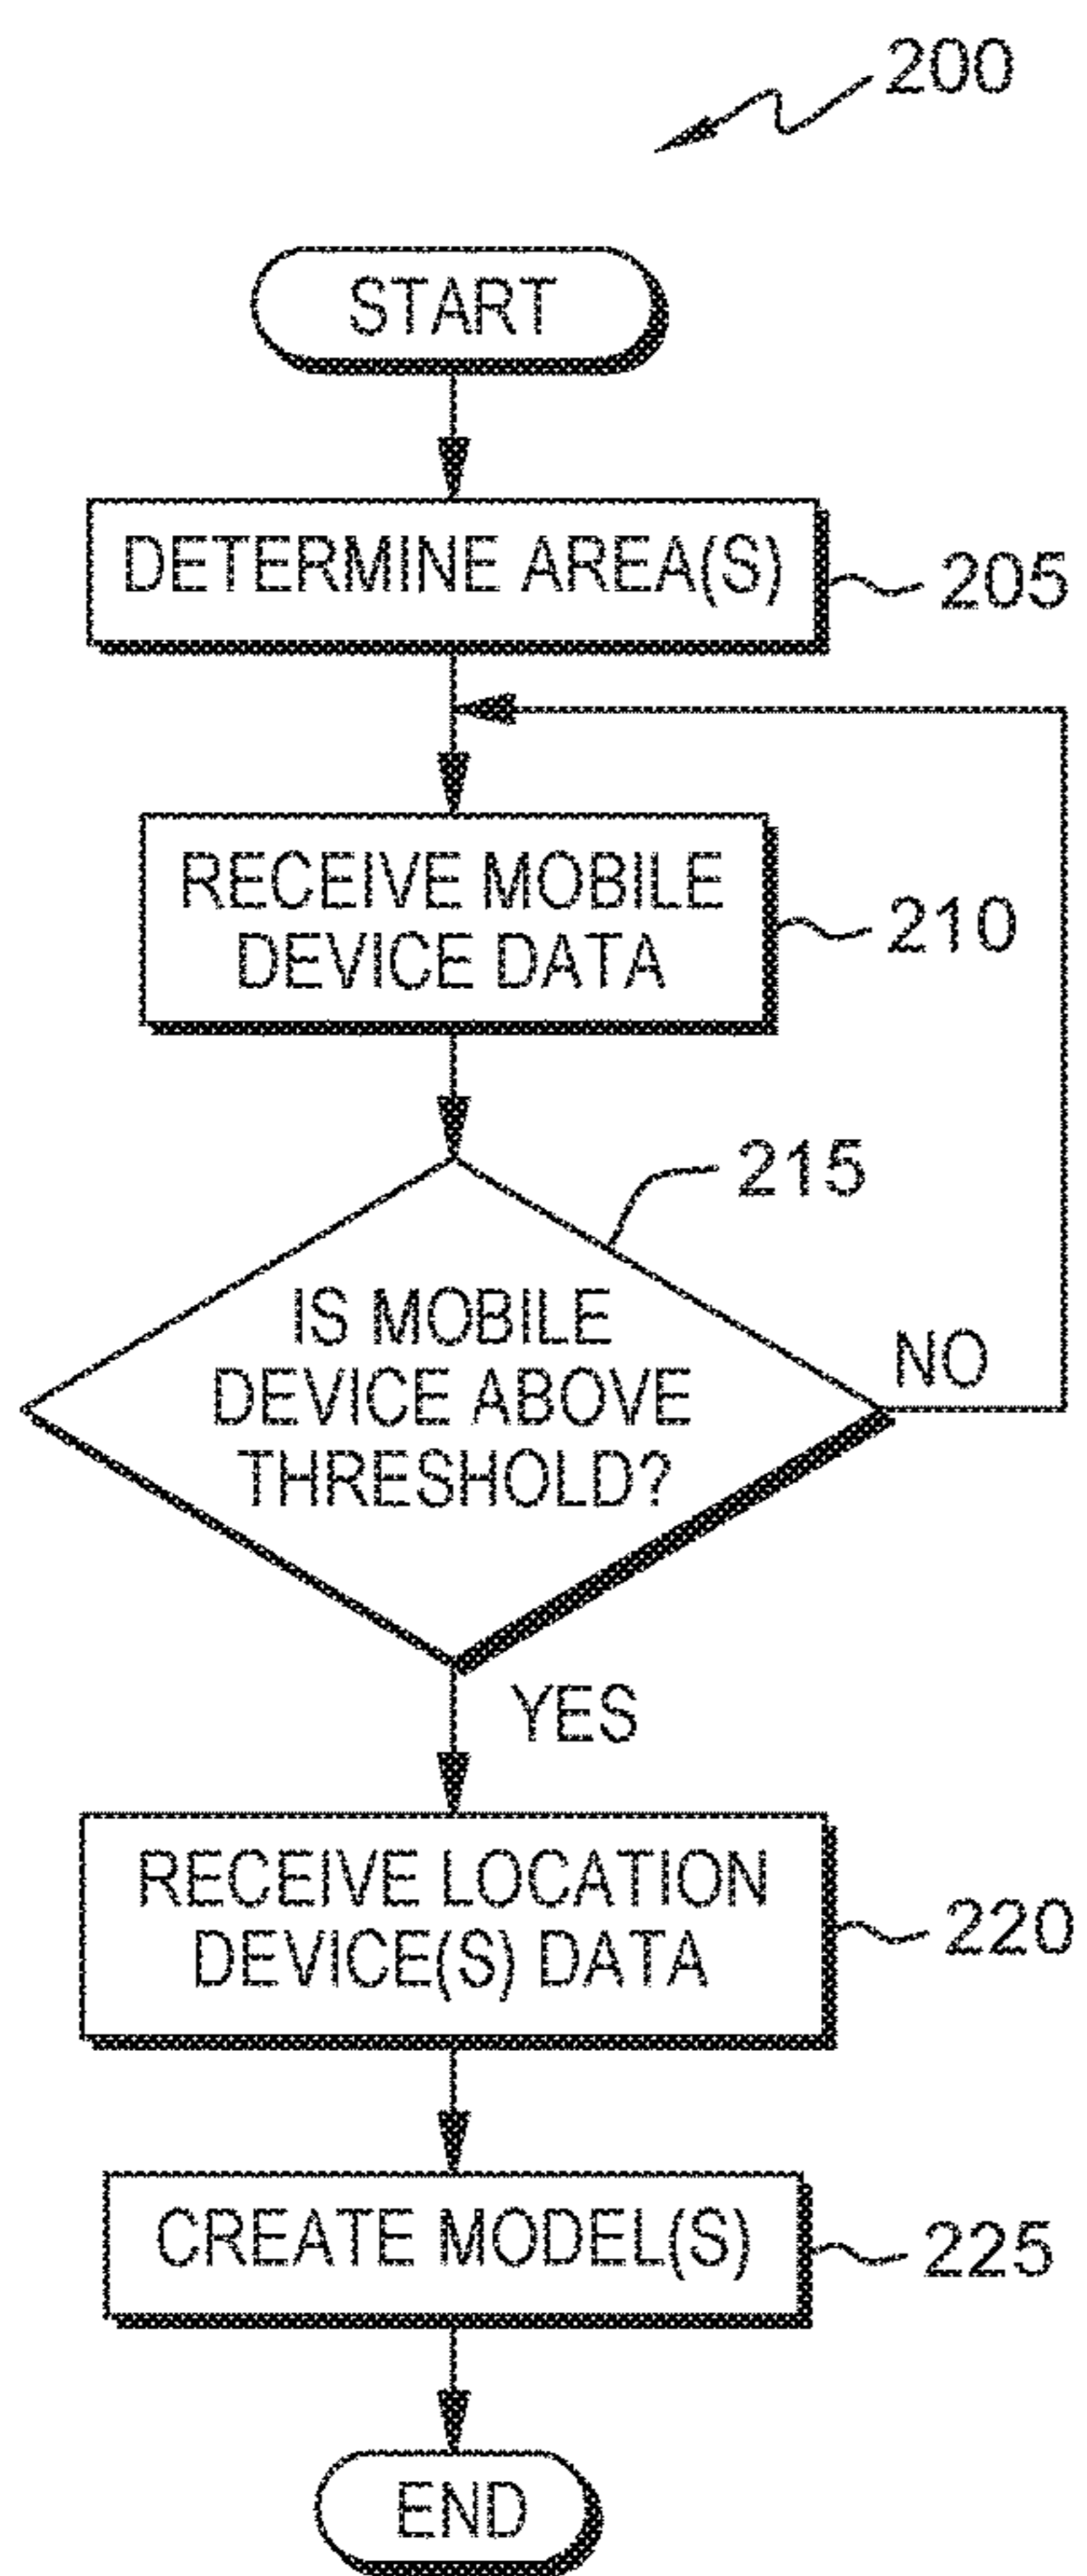 200
START
DETERMINE AREA(S)
205
RECEIVE MOBILE
DEVICE DATA
210
215
IS MOBILE
DEVICE ABOVE
THRESHOLD?
NO
YES
RECEIVE LOCATION
DEVICE(S) DATA
220
CREATE MODEL(S)
225
END